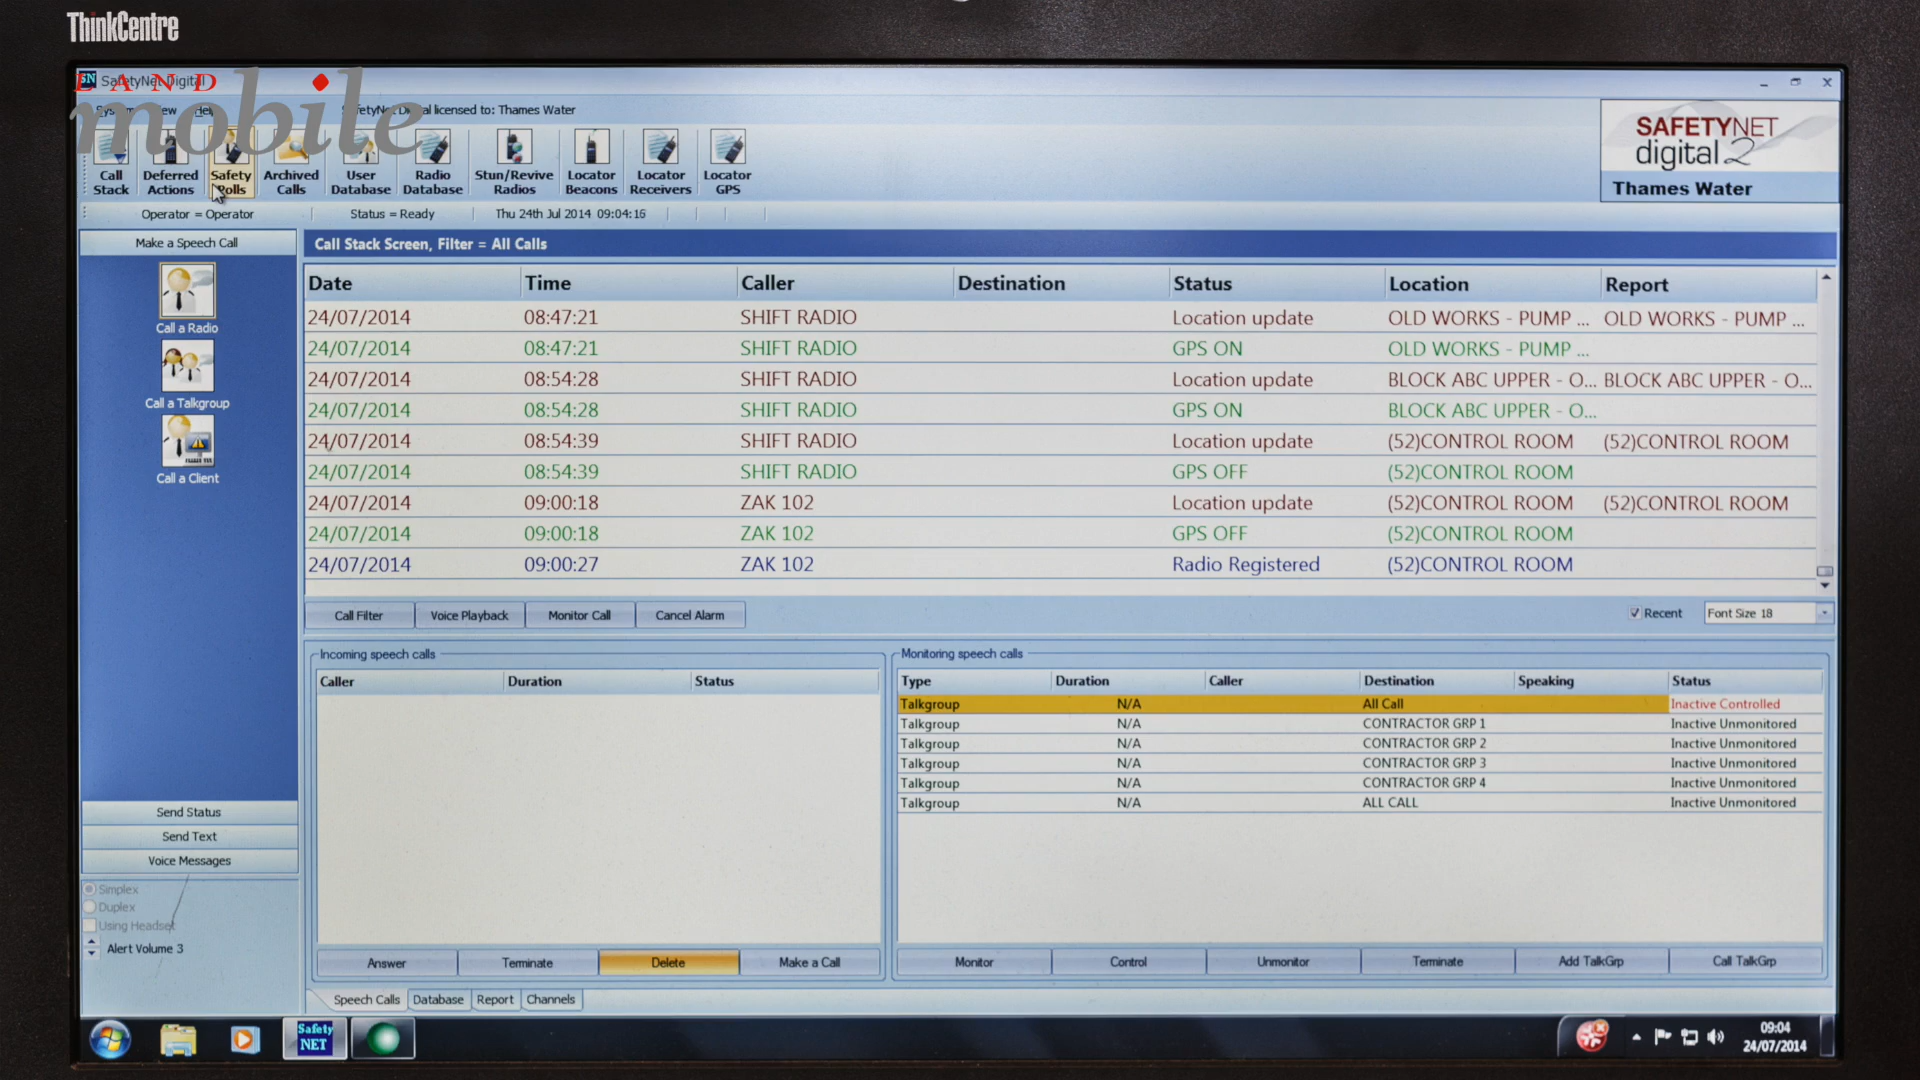 ThinkCentre
LAND
mobile
SN SafetyNet Digital
System View Help SafetyNet Digital licensed to: Thames Water
SAFETYNET
digital 2
Thames Water
Call Stack
Deferred Actions
Safety Polls
Archived Calls
User Database
Radio Database
Stun/Revive Radios
Locator Beacons
Locator Receivers
Locator GPS
Operator = Operator Status = Ready Thu 24th Jul 2014 09:04:16
Make a Speech Call
Call a Radio
Call a Talkgroup
Call a Client
Send Status
Send Text
Voice Messages
Simplex
Duplex
Using Headset
Alert Volume 3
Call Stack Screen, Filter = All Calls
Date Time Caller Destination Status Location Report
24/07/2014 08:47:21 SHIFT RADIO Location update OLD WORKS - PUMP ... OLD WORKS - PUMP ...
24/07/2014 08:47:21 SHIFT RADIO GPS ON OLD WORKS - PUMP ...
24/07/2014 08:54:28 SHIFT RADIO Location update BLOCK ABC UPPER - O... BLOCK ABC UPPER - O...
24/07/2014 08:54:28 SHIFT RADIO GPS ON BLOCK ABC UPPER - O...
24/07/2014 08:54:39 SHIFT RADIO Location update (52)CONTROL ROOM (52)CONTROL ROOM
24/07/2014 08:54:39 SHIFT RADIO GPS OFF (52)CONTROL ROOM
24/07/2014 09:00:18 ZAK 102 Location update (52)CONTROL ROOM (52)CONTROL ROOM
24/07/2014 09:00:18 ZAK 102 GPS OFF (52)CONTROL ROOM
24/07/2014 09:00:27 ZAK 102 Radio Registered (52)CONTROL ROOM
Call Filter Voice Playback Monitor Call Cancel Alarm Recent Font Size 18
Incoming speech calls
Caller Duration Status
Answer Terminate Delete Make a Call
Monitoring speech calls
Type Duration Caller Destination Speaking Status
Talkgroup N/A All Call Inactive Controlled
Talkgroup N/A CONTRACTOR GRP 1 Inactive Unmonitored
Talkgroup N/A CONTRACTOR GRP 2 Inactive Unmonitored
Talkgroup N/A CONTRACTOR GRP 3 Inactive Unmonitored
Talkgroup N/A CONTRACTOR GRP 4 Inactive Unmonitored
Talkgroup N/A ALL CALL Inactive Unmonitored
Monitor Control Unmonitor Terminate Add TalkGrp Call TalkGrp
Speech Calls Database Report Channels
Safety
NET
09:04
24/07/2014